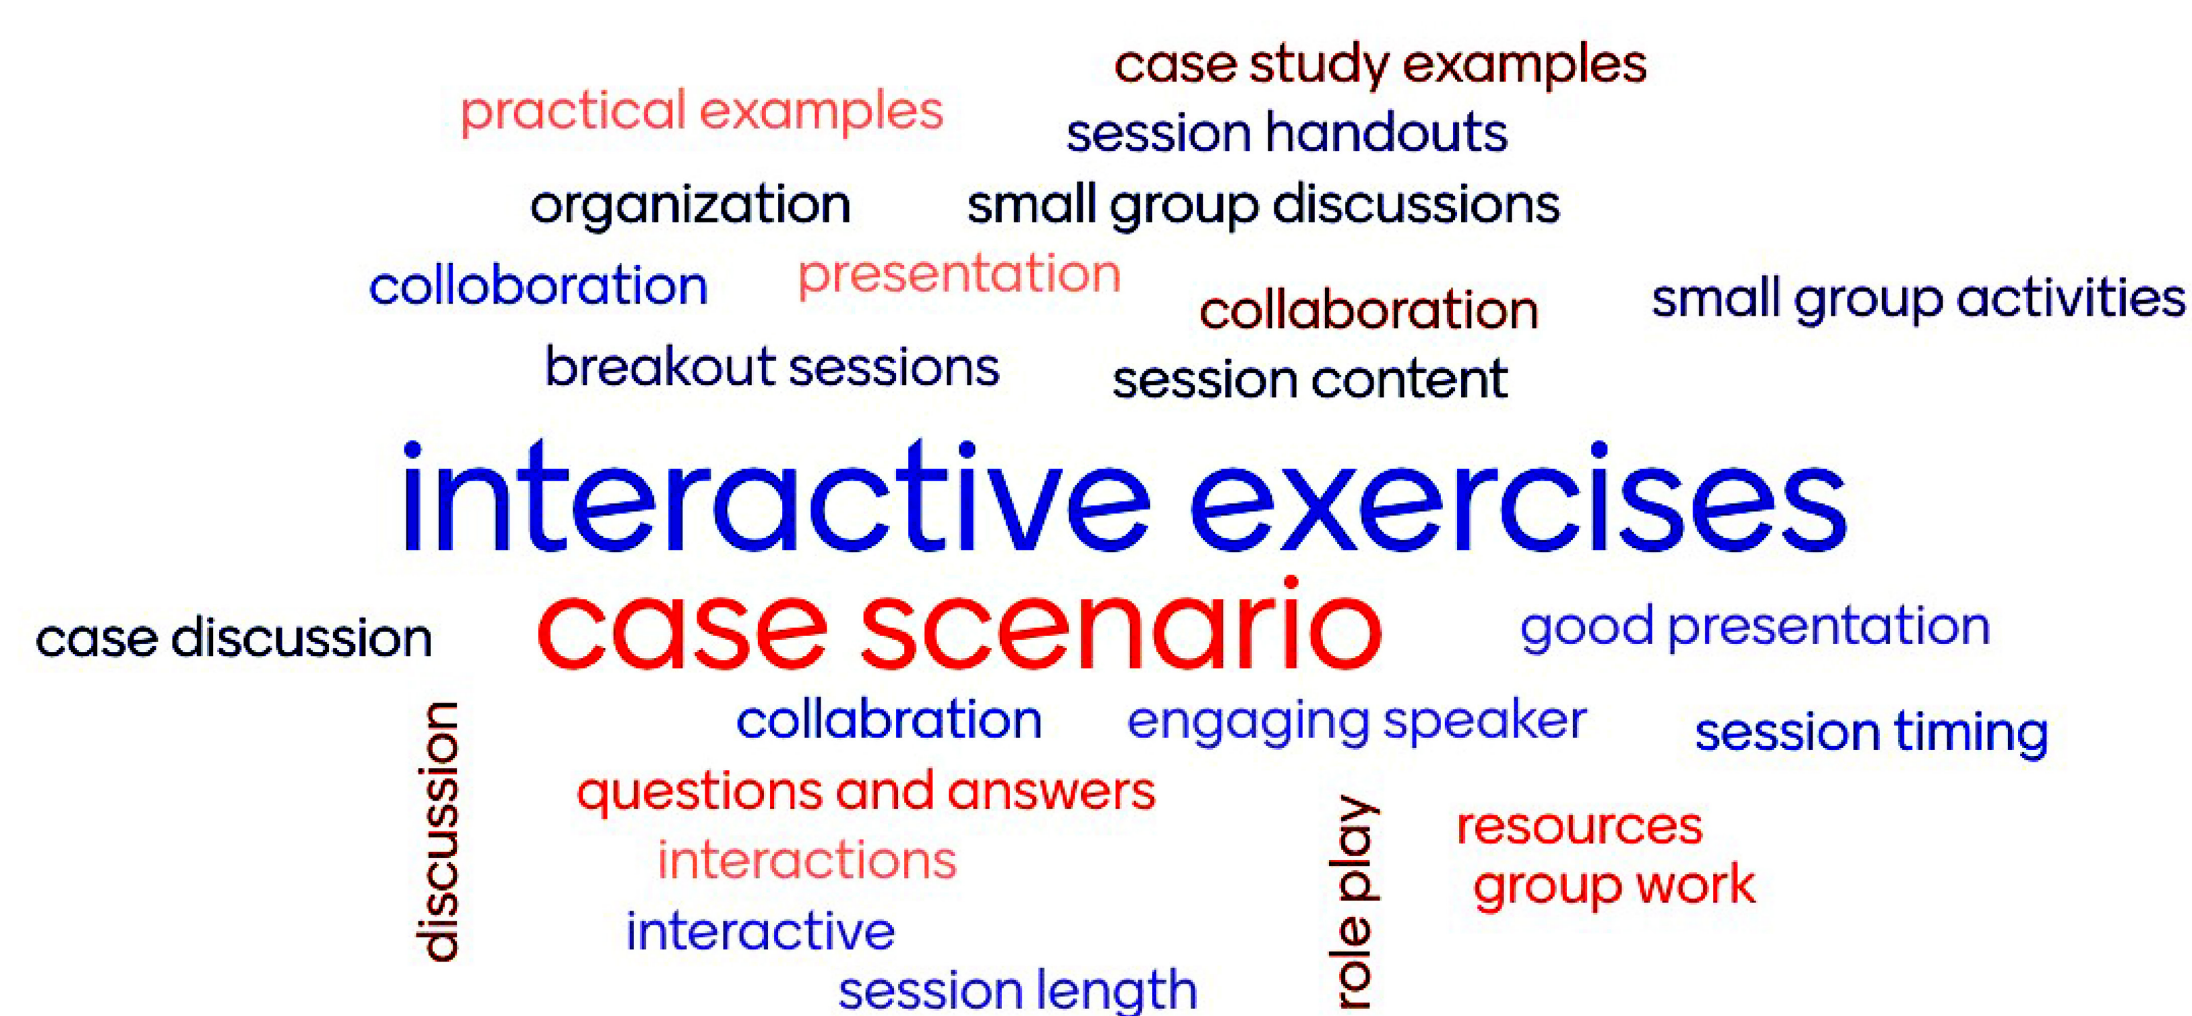 case study examples
practical examples
session handouts
organization
small group discussions
colloboration
presentation
collaboration
small group activities
breakout sessions
session content
interactive exercises
case scenario
case discussion
good presentation
discussion
collabration
engaging speaker
session timing
questions and answers
role play
resources
interactions
group work
interactive
session length